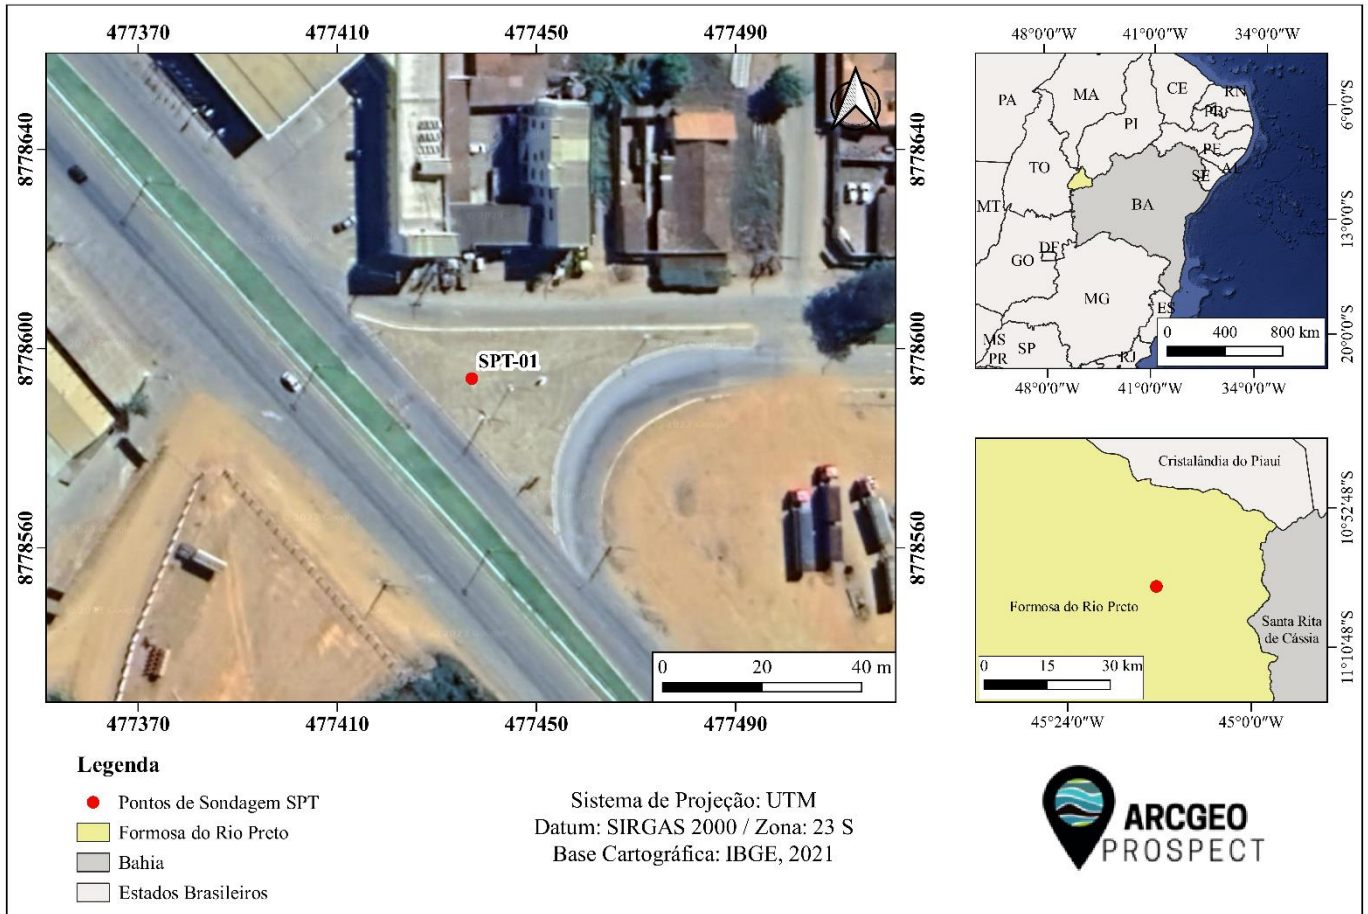 477370
477410
477450
477490
8778640
8778600
8778560
8778640
8778600
8778560
SPT-01
0
20
40 m
477370
477410
477450
477490
48°0'0"W
41°0'0"W
34°0'0"W
6°0'0"S
13°0'0"S
20°0'0"S
PA
MA
CE
RN
PB
PI
PE
AL
SE
TO
BA
MT
DF
GO
MG
ES
MS
PR
SP
RJ
0
400
800 km
48°0'0"W
41°0'0"W
34°0'0"W
Cristalândia do Piauí
Formosa do Rio Preto
Santa Rita
de Cássia
0
15
30 km
10°52'48"S
11°10'48"S
45°24'0"W
45°0'0"W
Legenda
Pontos de Sondagem SPT
Formosa do Rio Preto
Bahia
Estados Brasileiros
Sistema de Projeção: UTM
Datum: SIRGAS 2000 / Zona: 23 S
Base Cartográfica: IBGE, 2021
ARCGEO
PROSPECT